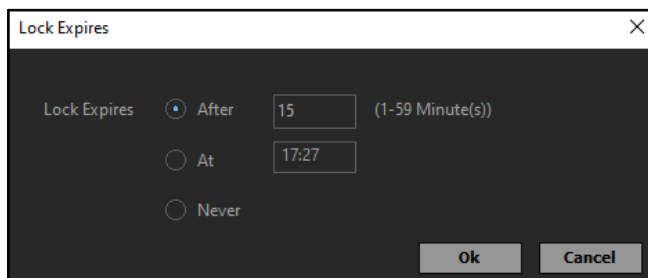 Lock Expires
Lock Expires After 15 (1-59 Minute(s))
At 17:27
Never
Ok Cancel